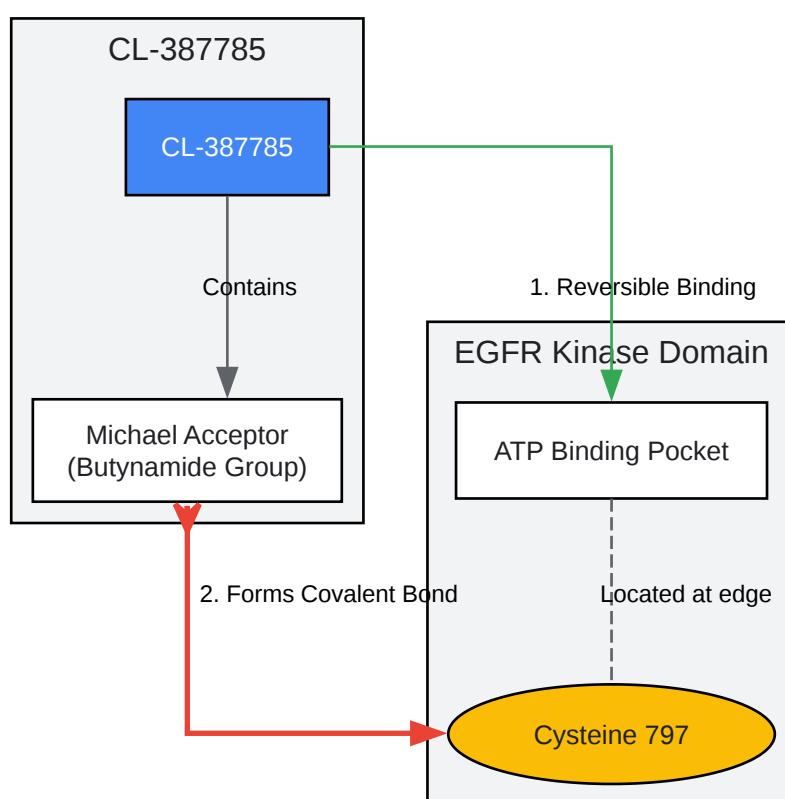 CL-387785
CL-387785
Contains
1. Reversible Binding
EGFR Kinase Domain
Michael Acceptor
(Butynamide Group)
ATP Binding Pocket
2. Forms Covalent Bond
Located at edge
Cysteine 797